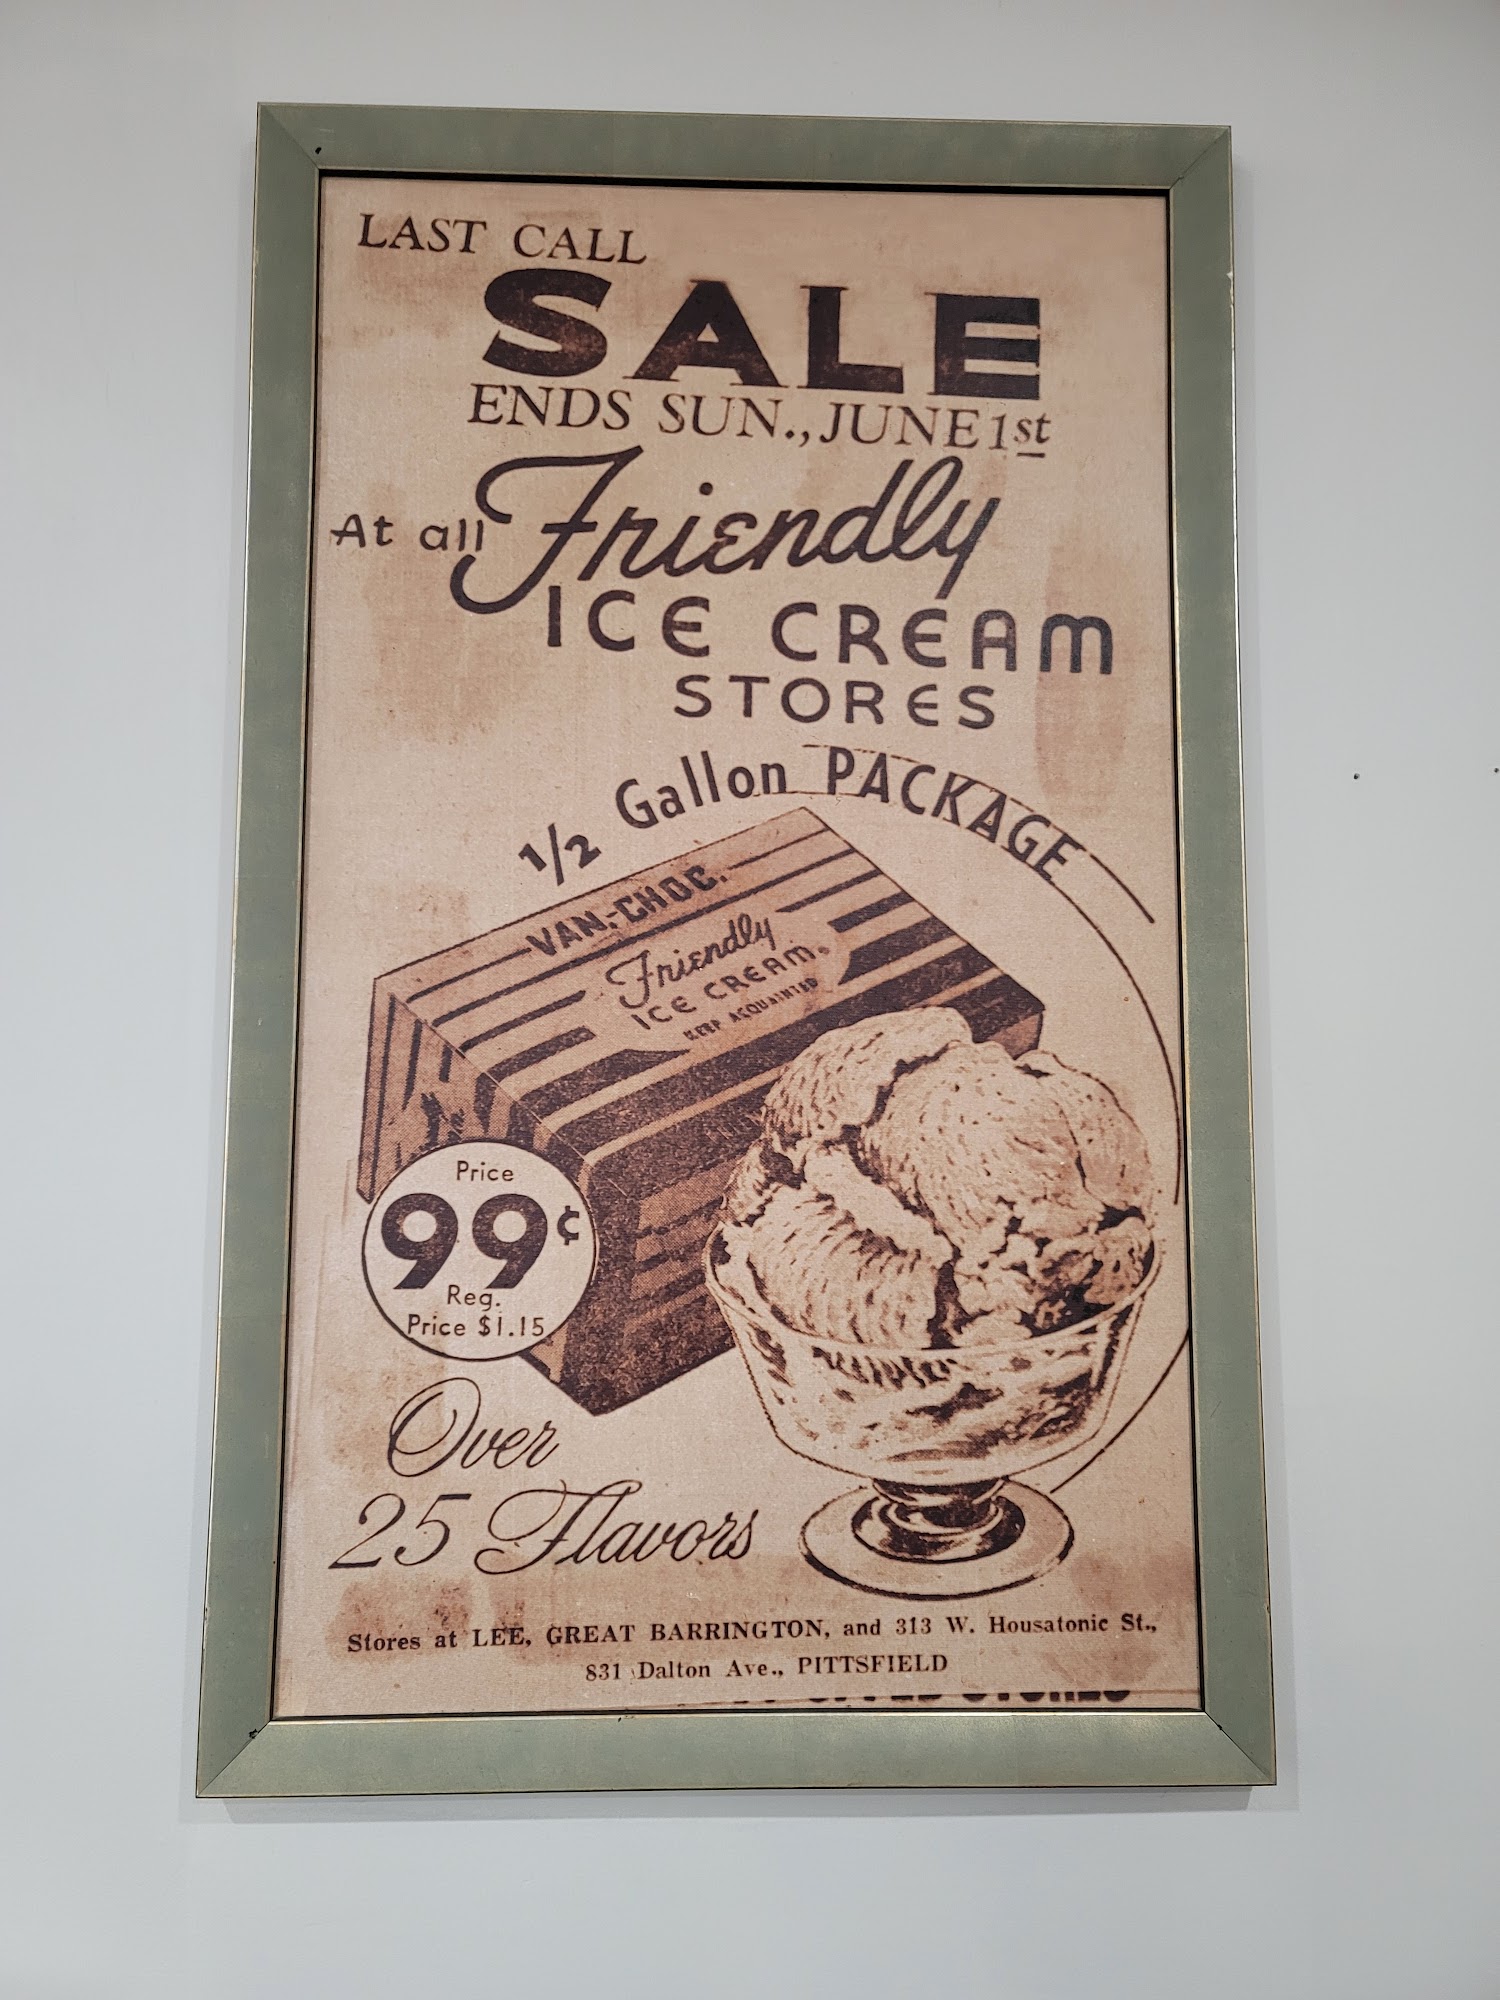 LAST CALL
SALE
ENDS SUN., JUNE 1st
At all Friendly
ICE CREAM
STORES
1/2 Gallon PACKAGE
VAN.-CHOC.
Friendly
ICE CREAM.
KEEP ACQUAINTED
Price
99¢
Reg.
Price $1.15
Over
25 Flavors
Stores at LEE, GREAT BARRINGTON, and 313 W. Housatonic St.,
831 Dalton Ave., PITTSFIELD